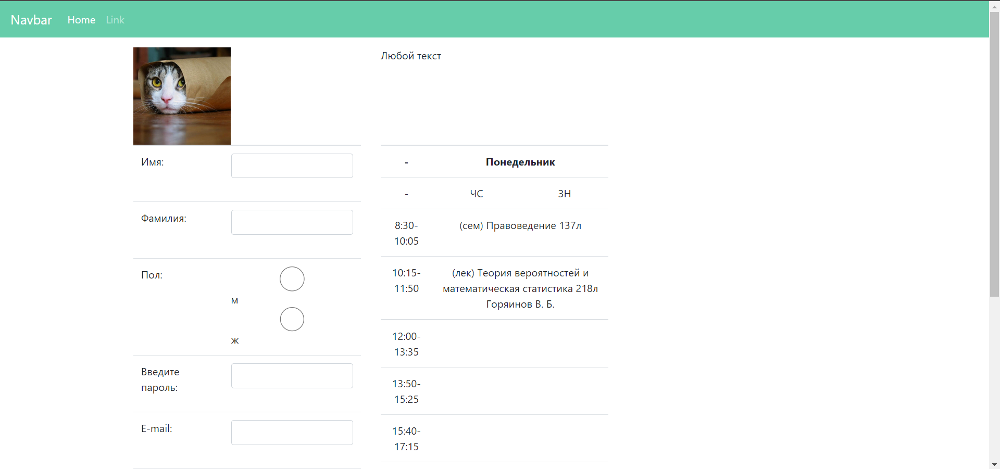 Navbar Home Link
Любой текст
Имя:
Фамилия:
Пол:
м
ж
Введите
пароль:
E-mail:
- Понедельник
- ЧС ЗН
8:30- (сем) Правоведение 137л
10:05
10:15- (лек) Теория вероятностей и
11:50 математическая статистика 218л
Горяинов В. Б.
12:00-
13:35
13:50-
15:25
15:40-
17:15